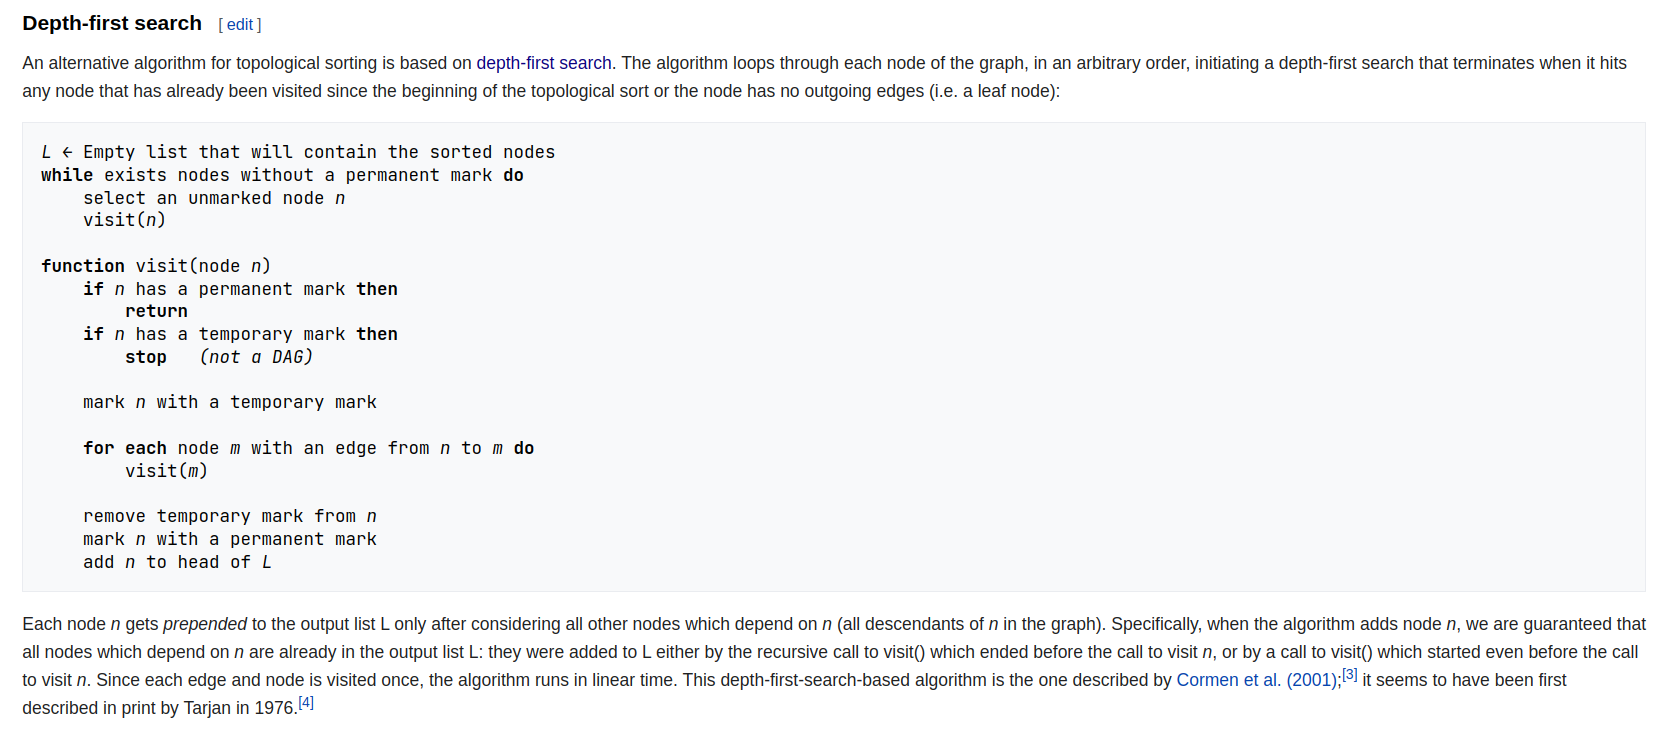 Depth-first search [ edit ]
An alternative algorithm for topological sorting is based on depth-first search. The algorithm loops through each node of the graph, in an arbitrary order, initiating a depth-first search that terminates when it hits
any node that has already been visited since the beginning of the topological sort or the node has no outgoing edges (i.e. a leaf node):
L ← Empty list that will contain the sorted nodes
while exists nodes without a permanent mark do
    select an unmarked node n
    visit(n)
function visit(node n)
    if n has a permanent mark then
        return
    if n has a temporary mark then
        stop   (not a DAG)
    mark n with a temporary mark
    for each node m with an edge from n to m do
        visit(m)
    remove temporary mark from n
    mark n with a permanent mark
    add n to head of L
Each node n gets prepended to the output list L only after considering all other nodes which depend on n (all descendants of n in the graph). Specifically, when the algorithm adds node n, we are guaranteed that
all nodes which depend on n are already in the output list L: they were added to L either by the recursive call to visit() which ended before the call to visit n, or by a call to visit() which started even before the call
to visit n. Since each edge and node is visited once, the algorithm runs in linear time. This depth-first-search-based algorithm is the one described by Cormen et al. (2001);[3] it seems to have been first
described in print by Tarjan in 1976.[4]